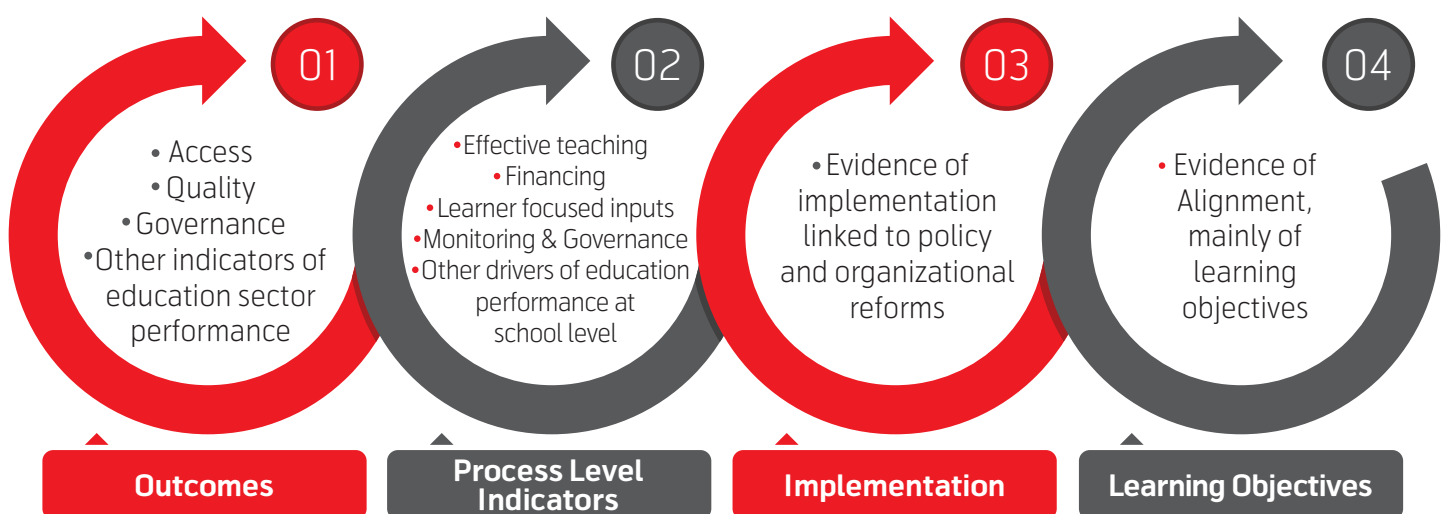 01
• Access
• Quality
• Governance
• Other indicators of
education sector
performance
Outcomes
02
• Effective teaching
• Financing
• Learner focused inputs
• Monitoring & Governance
• Other drivers of education
performance at
school level
Process Level
Indicators
03
• Evidence of
implementation
linked to policy
and organizational
reforms
Implementation
04
• Evidence of
Alignment,
mainly of
learning
objectives
Learning Objectives